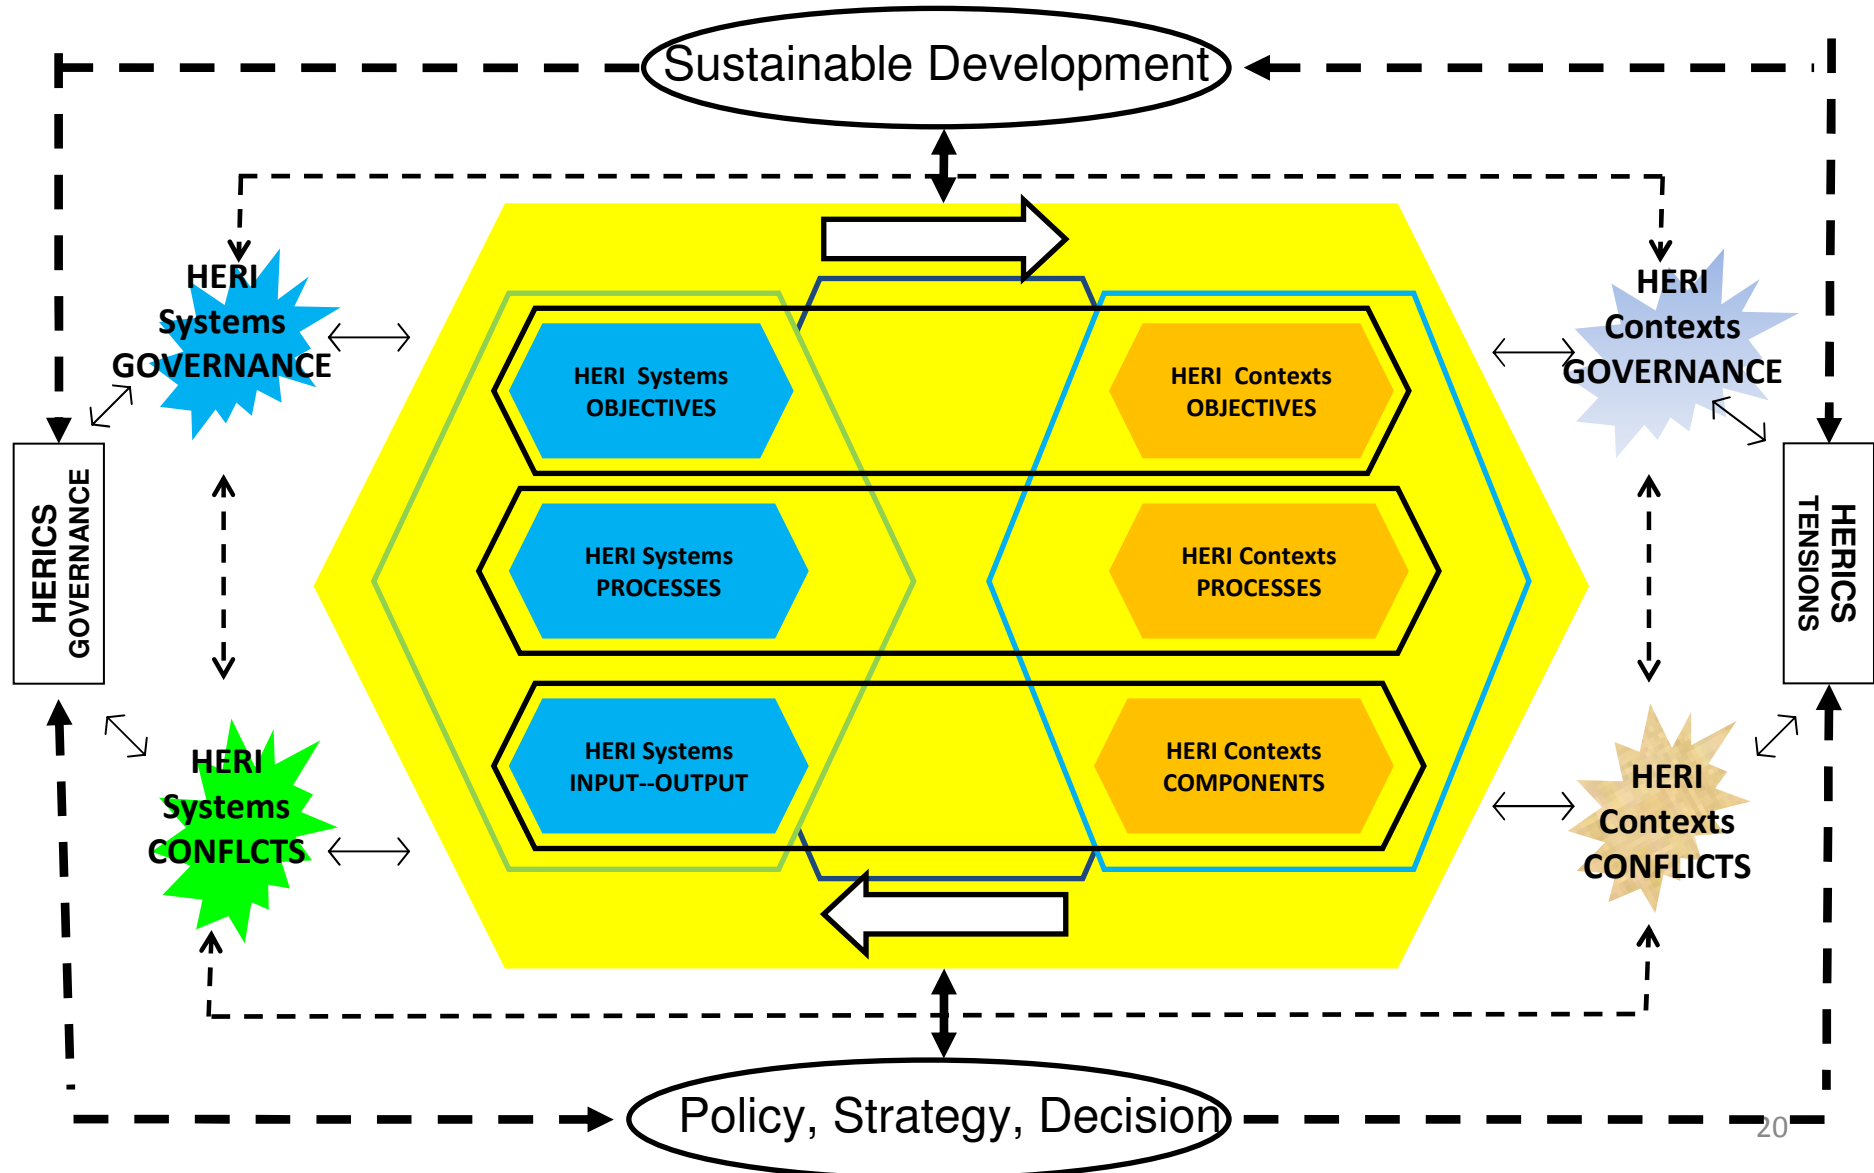 Sustainable Development
HERI
Systems
GOVERNANCE
HERI
Contexts
GOVERNANCE
HERI  Systems
OBJECTIVES
HERI  Contexts
OBJECTIVES
HERICS
GOVERNANCE
HERI Systems
PROCESSES
HERI Contexts
PROCESSES
HERICS
TENSIONS
HERI Systems
INPUT--OUTPUT
HERI Contexts
COMPONENTS
HERI
Systems
CONFLCTS
HERI
Contexts
CONFLICTS
Policy, Strategy, Decision
20